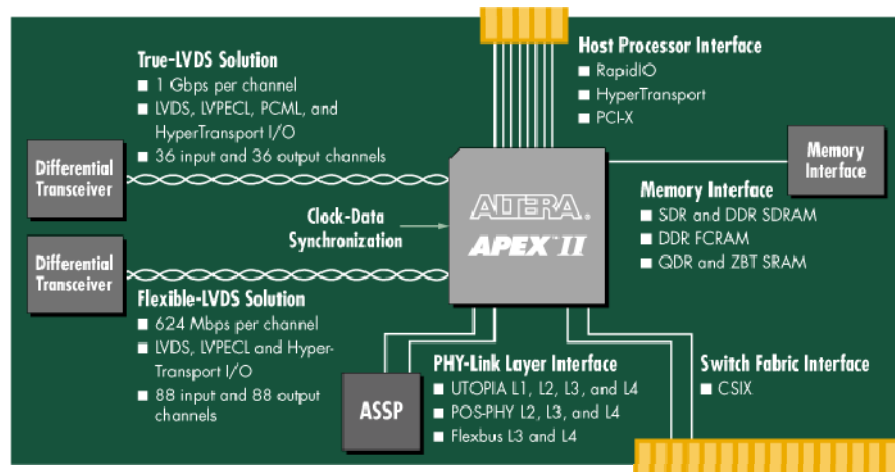 True-LVDS Solution
■ 1 Gbps per channel
■ LVDS, LVPECL, PCML, and
HyperTransport I/O
■ 36 input and 36 output channels
Host Processor Interface
■ RapidIO
■ HyperTransport
■ PCI-X
Differential
Transceiver
Memory
Interface
Clock-Data
Synchronization
ALTERA®
APEX™ II
Memory Interface
■ SDR and DDR SDRAM
■ DDR FCRAM
■ QDR and ZBT SRAM
Differential
Transceiver
Flexible-LVDS Solution
■ 624 Mbps per channel
■ LVDS, LVPECL and Hyper-
Transport I/O
■ 88 input and 88 output
channels
ASSP
PHY-Link Layer Interface
■ UTOPIA L1, L2, L3, and L4
■ POS-PHY L2, L3, and L4
■ Flexbus L3 and L4
Switch Fabric Interface
■ CSIX